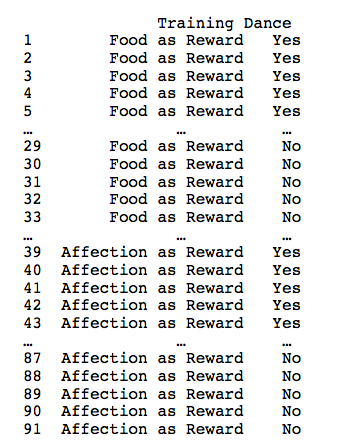 Training Dance
1 Food as Reward Yes
2 Food as Reward Yes
3 Food as Reward Yes
4 Food as Reward Yes
5 Food as Reward Yes
… … …
29 Food as Reward No
30 Food as Reward No
31 Food as Reward No
32 Food as Reward No
33 Food as Reward No
… … …
39 Affection as Reward Yes
40 Affection as Reward Yes
41 Affection as Reward Yes
42 Affection as Reward Yes
43 Affection as Reward Yes
… … …
87 Affection as Reward No
88 Affection as Reward No
89 Affection as Reward No
90 Affection as Reward No
91 Affection as Reward No